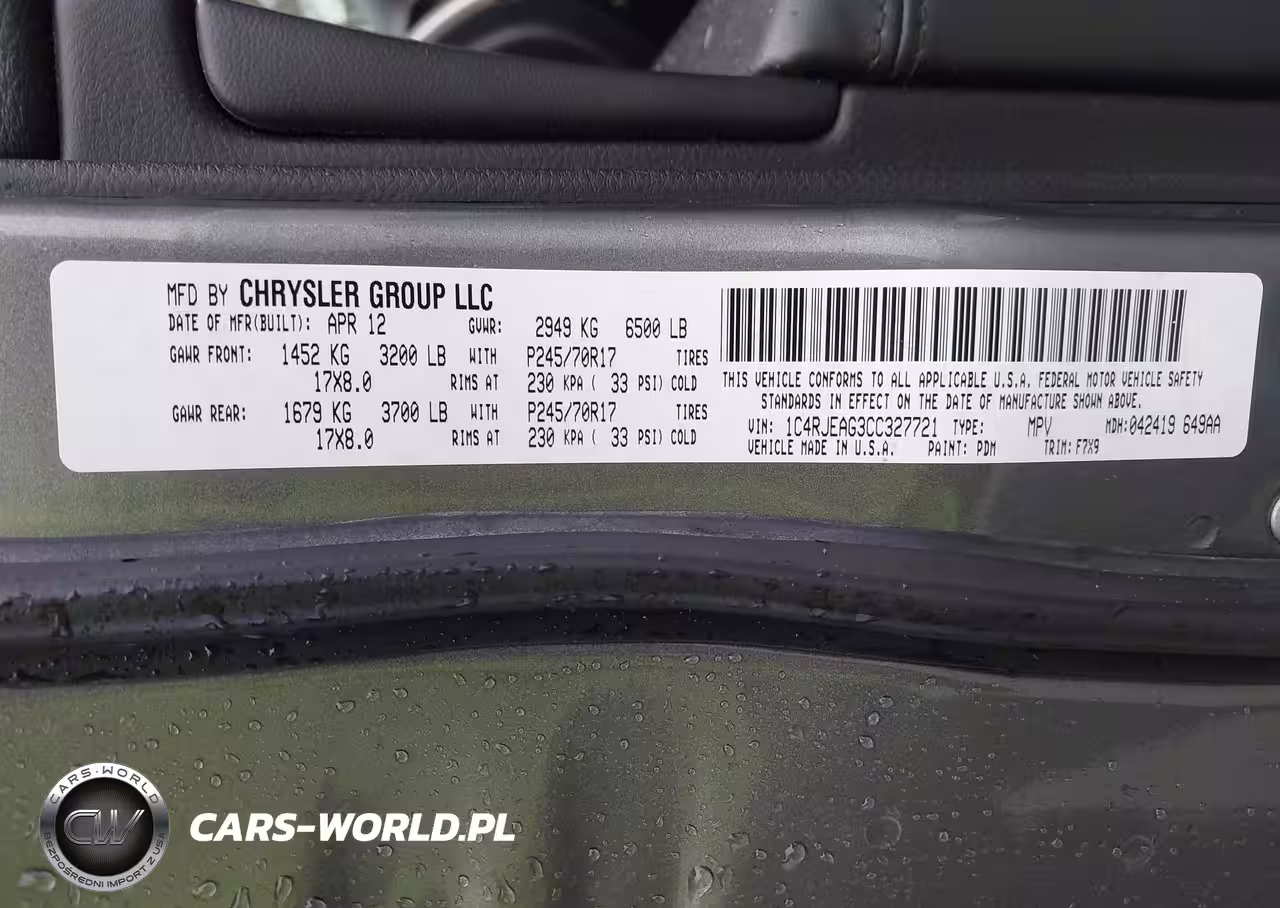 MFD BY CHRYSLER GROUP LLC
DATE OF MFR(BUILT): APR 12 GVWR: 2949 KG 6500 LB
GAWR FRONT: 1452 KG 3200 LB WITH P245/70R17 TIRES
17X8.0 RIMS AT 230 KPA ( 33 PSI) COLD
GAWR REAR: 1679 KG 3700 LB WITH P245/70R17 TIRES
17X8.0 RIMS AT 230 KPA ( 33 PSI) COLD
THIS VEHICLE CONFORMS TO ALL APPLICABLE U.S.A. FEDERAL MOTOR VEHICLE SAFETY
STANDARDS IN EFFECT ON THE DATE OF MANUFACTURE SHOWN ABOVE.
VIN: 1C4RJEAG3CC327721 TYPE: MPV MDH:042419 649AA
VEHICLE MADE IN U.S.A. PAINT: PDM TRIM: F7X9
CARS-WORLD
CW
BEZPOŚREDNI IMPORT Z USA
CARS-WORLD.PL